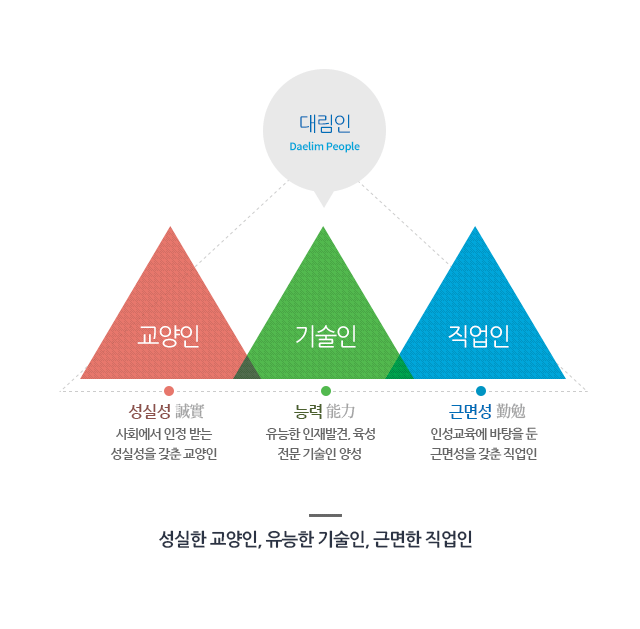 대림인
Daelim People
교양인
기술인
직업인
성실성 誠實
사회에서 인정 받는
성실성을 갖춘 교양인
능력 能力
유능한 인재발견, 육성
전문 기술인 양성
근면성 勤勉
인성교육에 바탕을 둔
근면성을 갖춘 직업인
성실한 교양인, 유능한 기술인, 근면한 직업인